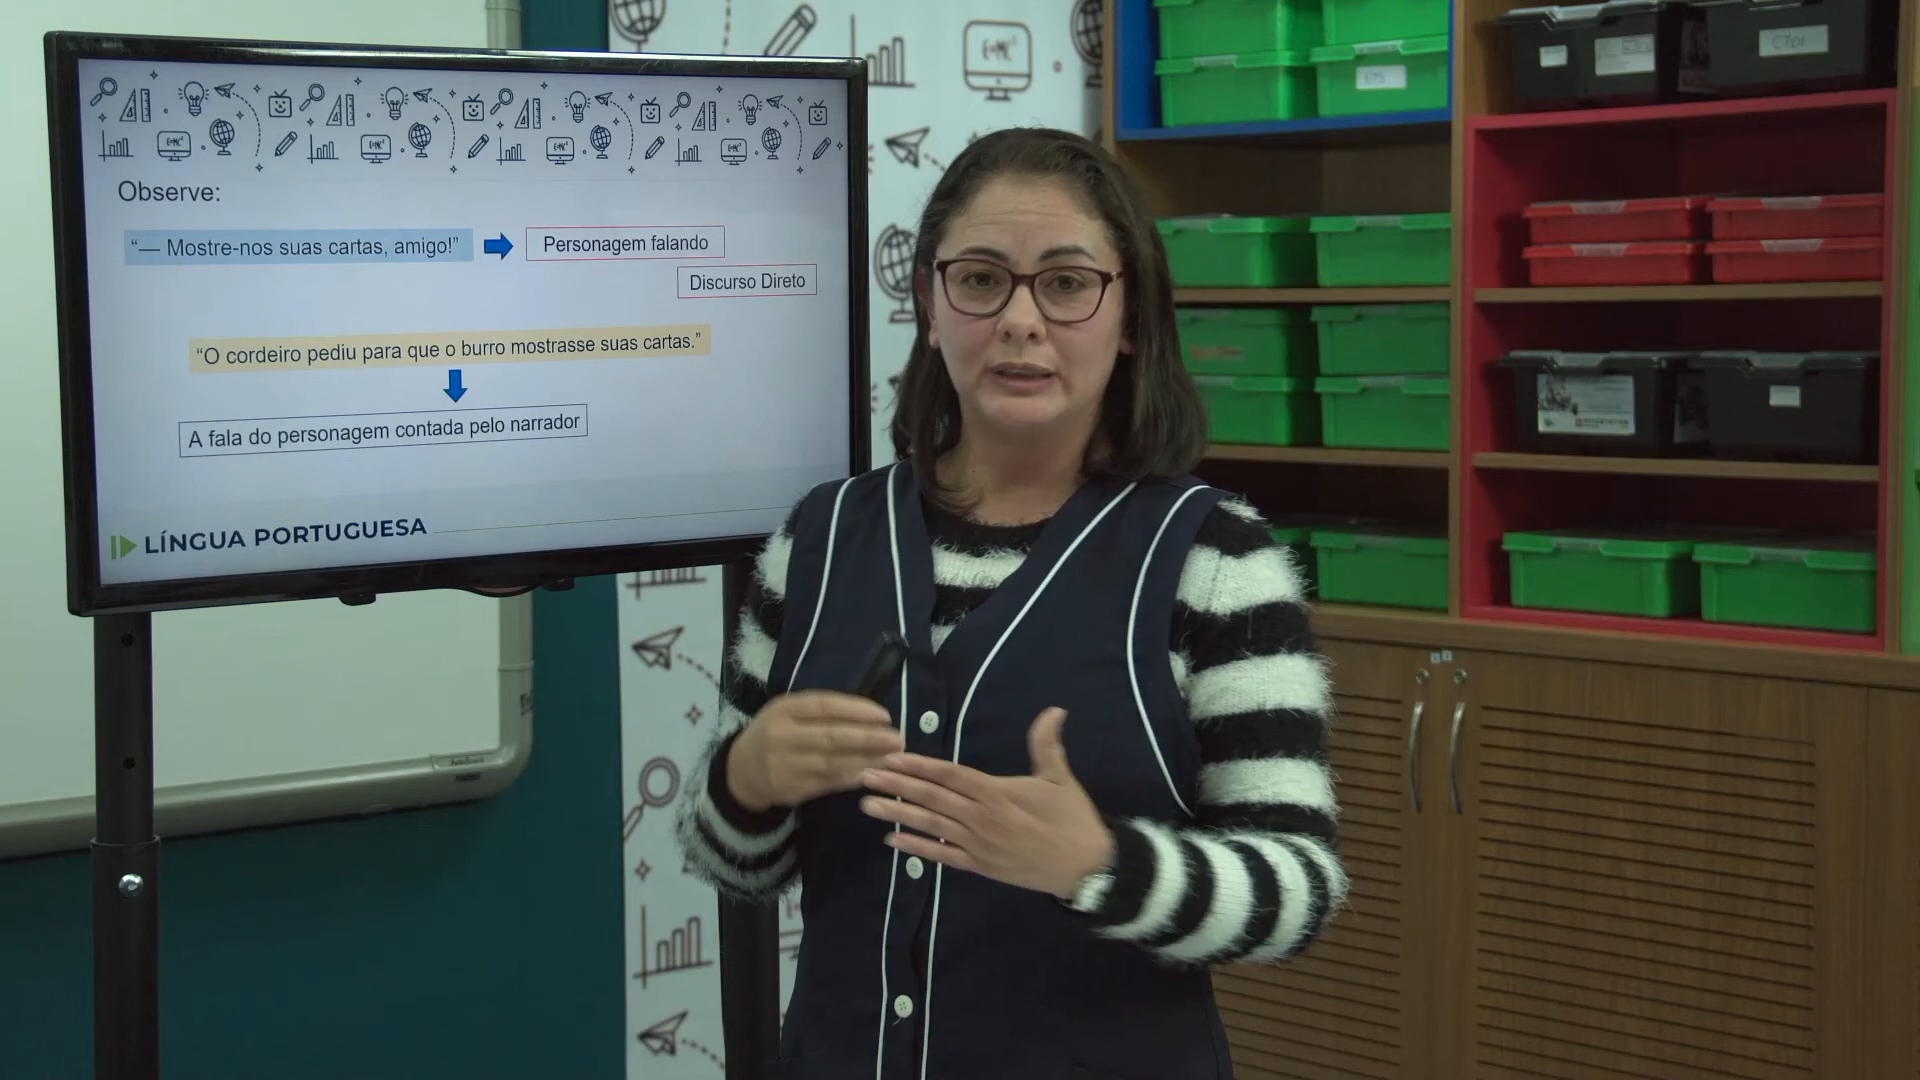 Observe:
“— Mostre-nos suas cartas, amigo!”
Personagem falando
Discurso Direto
“O cordeiro pediu para que o burro mostrasse suas cartas.”
A fala do personagem contada pelo narrador
LÍNGUA PORTUGUESA